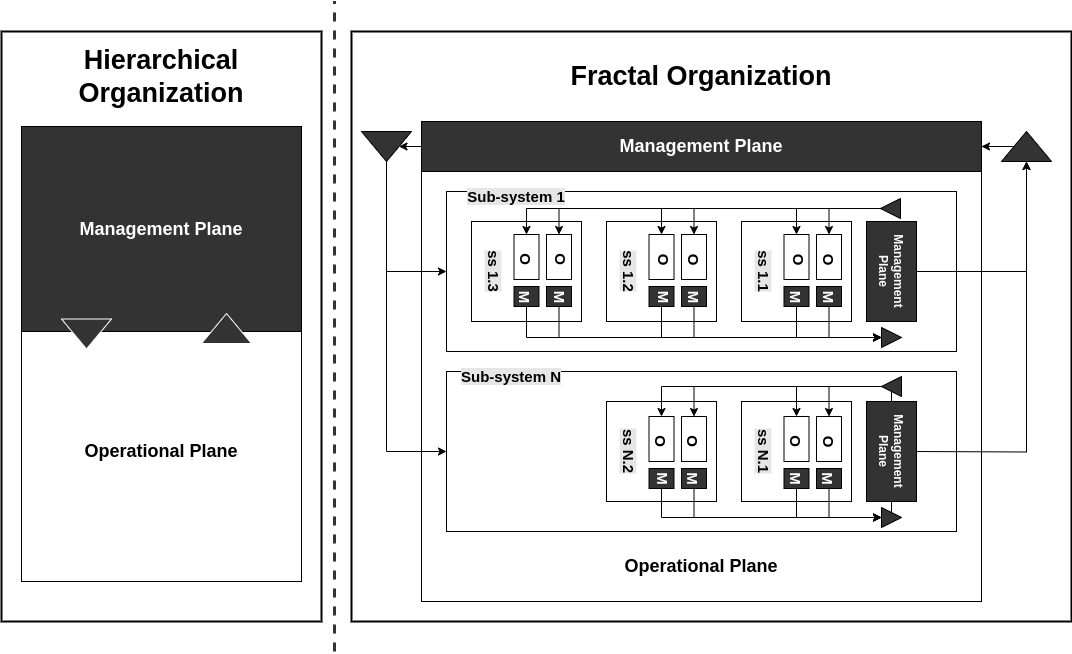 Hierarchical
Organization
Management Plane
Operational Plane
Fractal Organization
Management Plane
Sub-system 1
ss 1.3
O
O
M
M
ss 1.2
O
O
M
M
ss 1.1
O
O
M
M
Management
Plane
Sub-system N
ss N.2
O
O
M
M
ss N.1
O
O
M
M
Management
Plane
Operational Plane